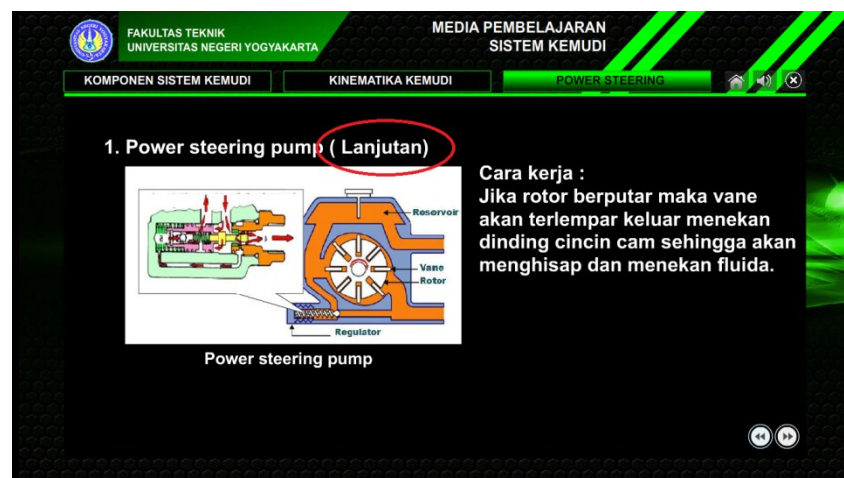 FAKULTAS TEKNIK
UNIVERSITAS NEGERI YOGYAKARTA
MEDIA PEMBELAJARAN
SISTEM KEMUDI
KOMPONEN SISTEM KEMUDI
KINEMATIKA KEMUDI
POWER STEERING
1. Power steering pump ( Lanjutan)
Reservoir
Vane
Rotor
Regulator
Power steering pump
Cara kerja :
Jika rotor berputar maka vane
akan terlempar keluar menekan
dinding cincin cam sehingga akan
menghisap dan menekan fluida.